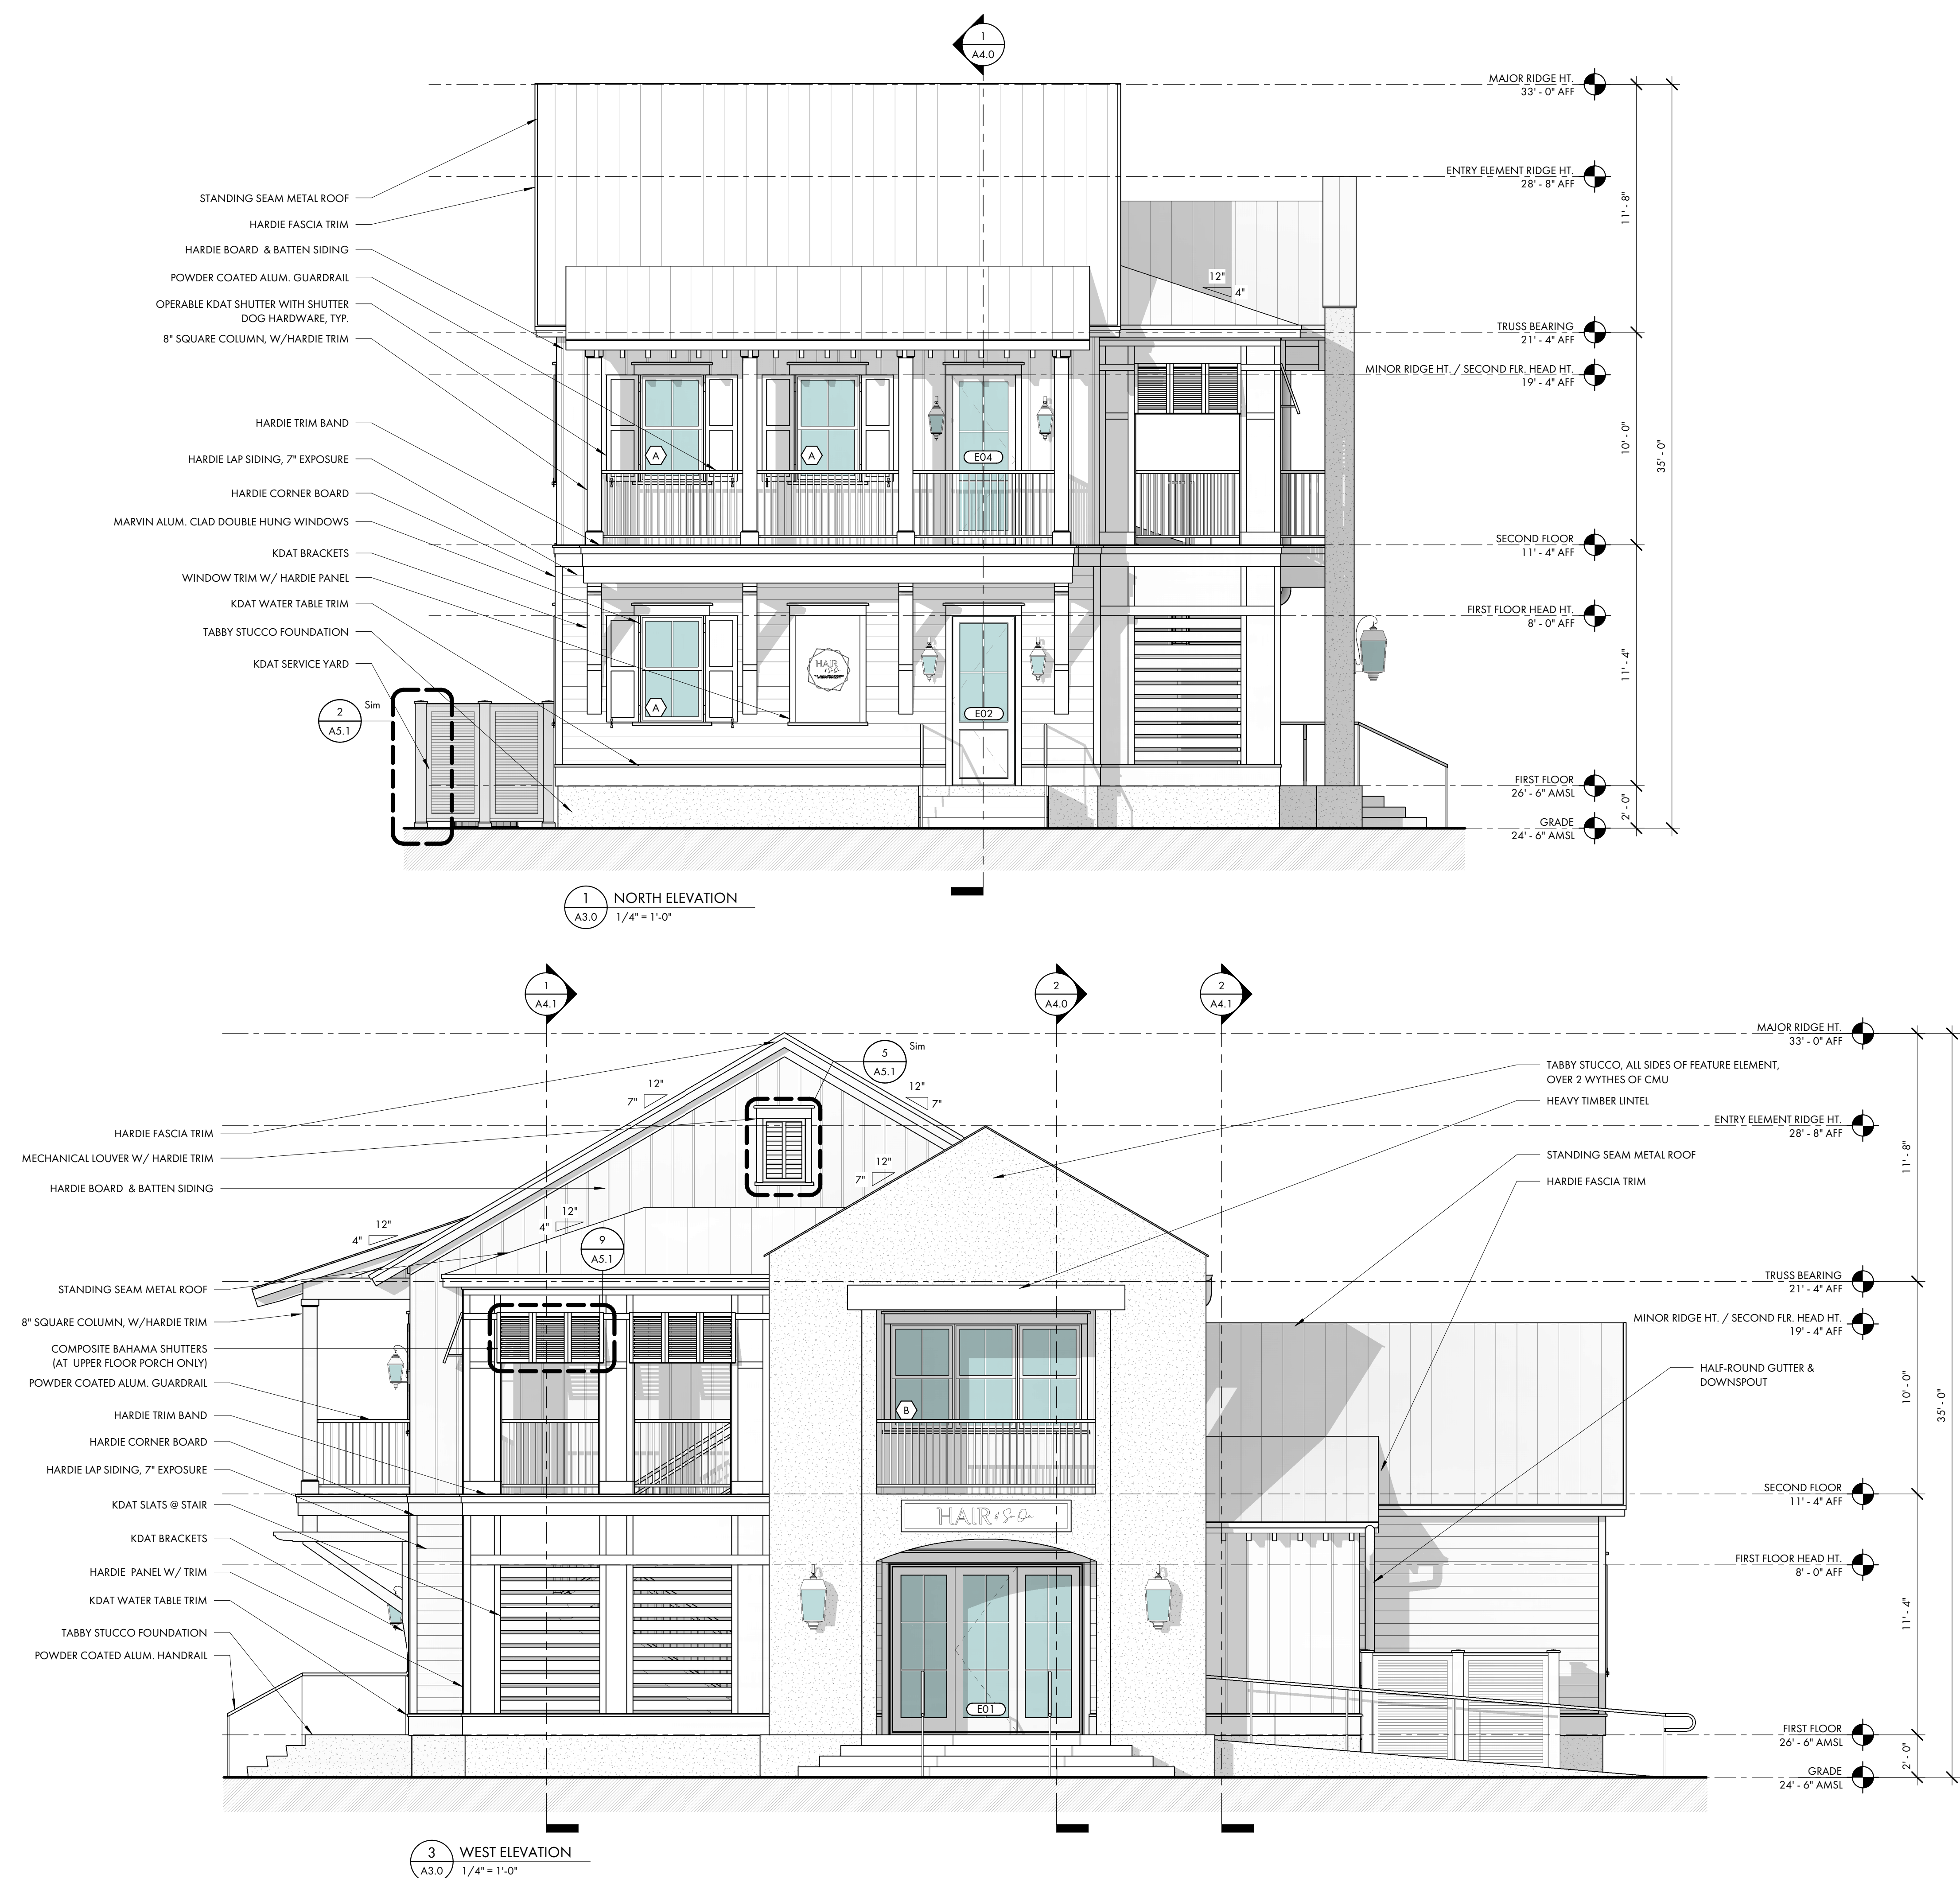 1
A4.0
MAJOR RIDGE HT.
33' - 0" AFF
ENTRY ELEMENT RIDGE HT.
28' - 8" AFF
11' - 8"
STANDING SEAM METAL ROOF
HARDIE FASCIA TRIM
HARDIE BOARD & BATTEN SIDING
POWDER COATED ALUM. GUARDRAIL
OPERABLE KDAT SHUTTER WITH SHUTTER
DOG HARDWARE, TYP.
8" SQUARE COLUMN, W/HARDIE TRIM
12"
4"
TRUSS BEARING
21' - 4" AFF
MINOR RIDGE HT. / SECOND FLR. HEAD HT.
19' - 4" AFF
HARDIE TRIM BAND
HARDIE LAP SIDING, 7" EXPOSURE
HARDIE CORNER BOARD
MARVIN ALUM. CLAD DOUBLE HUNG WINDOWS
KDAT BRACKETS
WINDOW TRIM W/ HARDIE PANEL
KDAT WATER TABLE TRIM
TABBY STUCCO FOUNDATION
KDAT SERVICE YARD
A
A
E04
10' - 0"
35' - 0"
SECOND FLOOR
11' - 4" AFF
FIRST FLOOR HEAD HT.
8' - 0" AFF
HAIR
& So On
A
E02
11' - 4"
2
A5.1
Sim
FIRST FLOOR
26' - 6" AMSL
2' - 0"
GRADE
24' - 6" AMSL
1
A3.0
NORTH ELEVATION
1/4" = 1'-0"
1
A4.1
2
A4.0
2
A4.1
MAJOR RIDGE HT.
33' - 0" AFF
5
A5.1
Sim
12"
7"
12"
7"
12"
7"
12"
4"
12"
4"
9
A5.1
TABBY STUCCO, ALL SIDES OF FEATURE ELEMENT,
OVER 2 WYTHES OF CMU
HEAVY TIMBER LINTEL
ENTRY ELEMENT RIDGE HT.
28' - 8" AFF
STANDING SEAM METAL ROOF
HARDIE FASCIA TRIM
11' - 8"
HARDIE FASCIA TRIM
MECHANICAL LOUVER W/ HARDIE TRIM
HARDIE BOARD & BATTEN SIDING
STANDING SEAM METAL ROOF
8" SQUARE COLUMN, W/HARDIE TRIM
COMPOSITE BAHAMA SHUTTERS
(AT UPPER FLOOR PORCH ONLY)
POWDER COATED ALUM. GUARDRAIL
HARDIE TRIM BAND
HARDIE CORNER BOARD
HARDIE LAP SIDING, 7" EXPOSURE
KDAT SLATS @ STAIR
KDAT BRACKETS
HARDIE PANEL W/ TRIM
KDAT WATER TABLE TRIM
TABBY STUCCO FOUNDATION
POWDER COATED ALUM. HANDRAIL
TRUSS BEARING
21' - 4" AFF
MINOR RIDGE HT. / SECOND FLR. HEAD HT.
19' - 4" AFF
HALF-ROUND GUTTER &
DOWNSPOUT
B
10' - 0"
35' - 0"
SECOND FLOOR
11' - 4" AFF
HAIR & So On
FIRST FLOOR HEAD HT.
8' - 0" AFF
11' - 4"
E01
FIRST FLOOR
26' - 6" AMSL
2' - 0"
GRADE
24' - 6" AMSL
3
A3.0
WEST ELEVATION
1/4" = 1'-0"